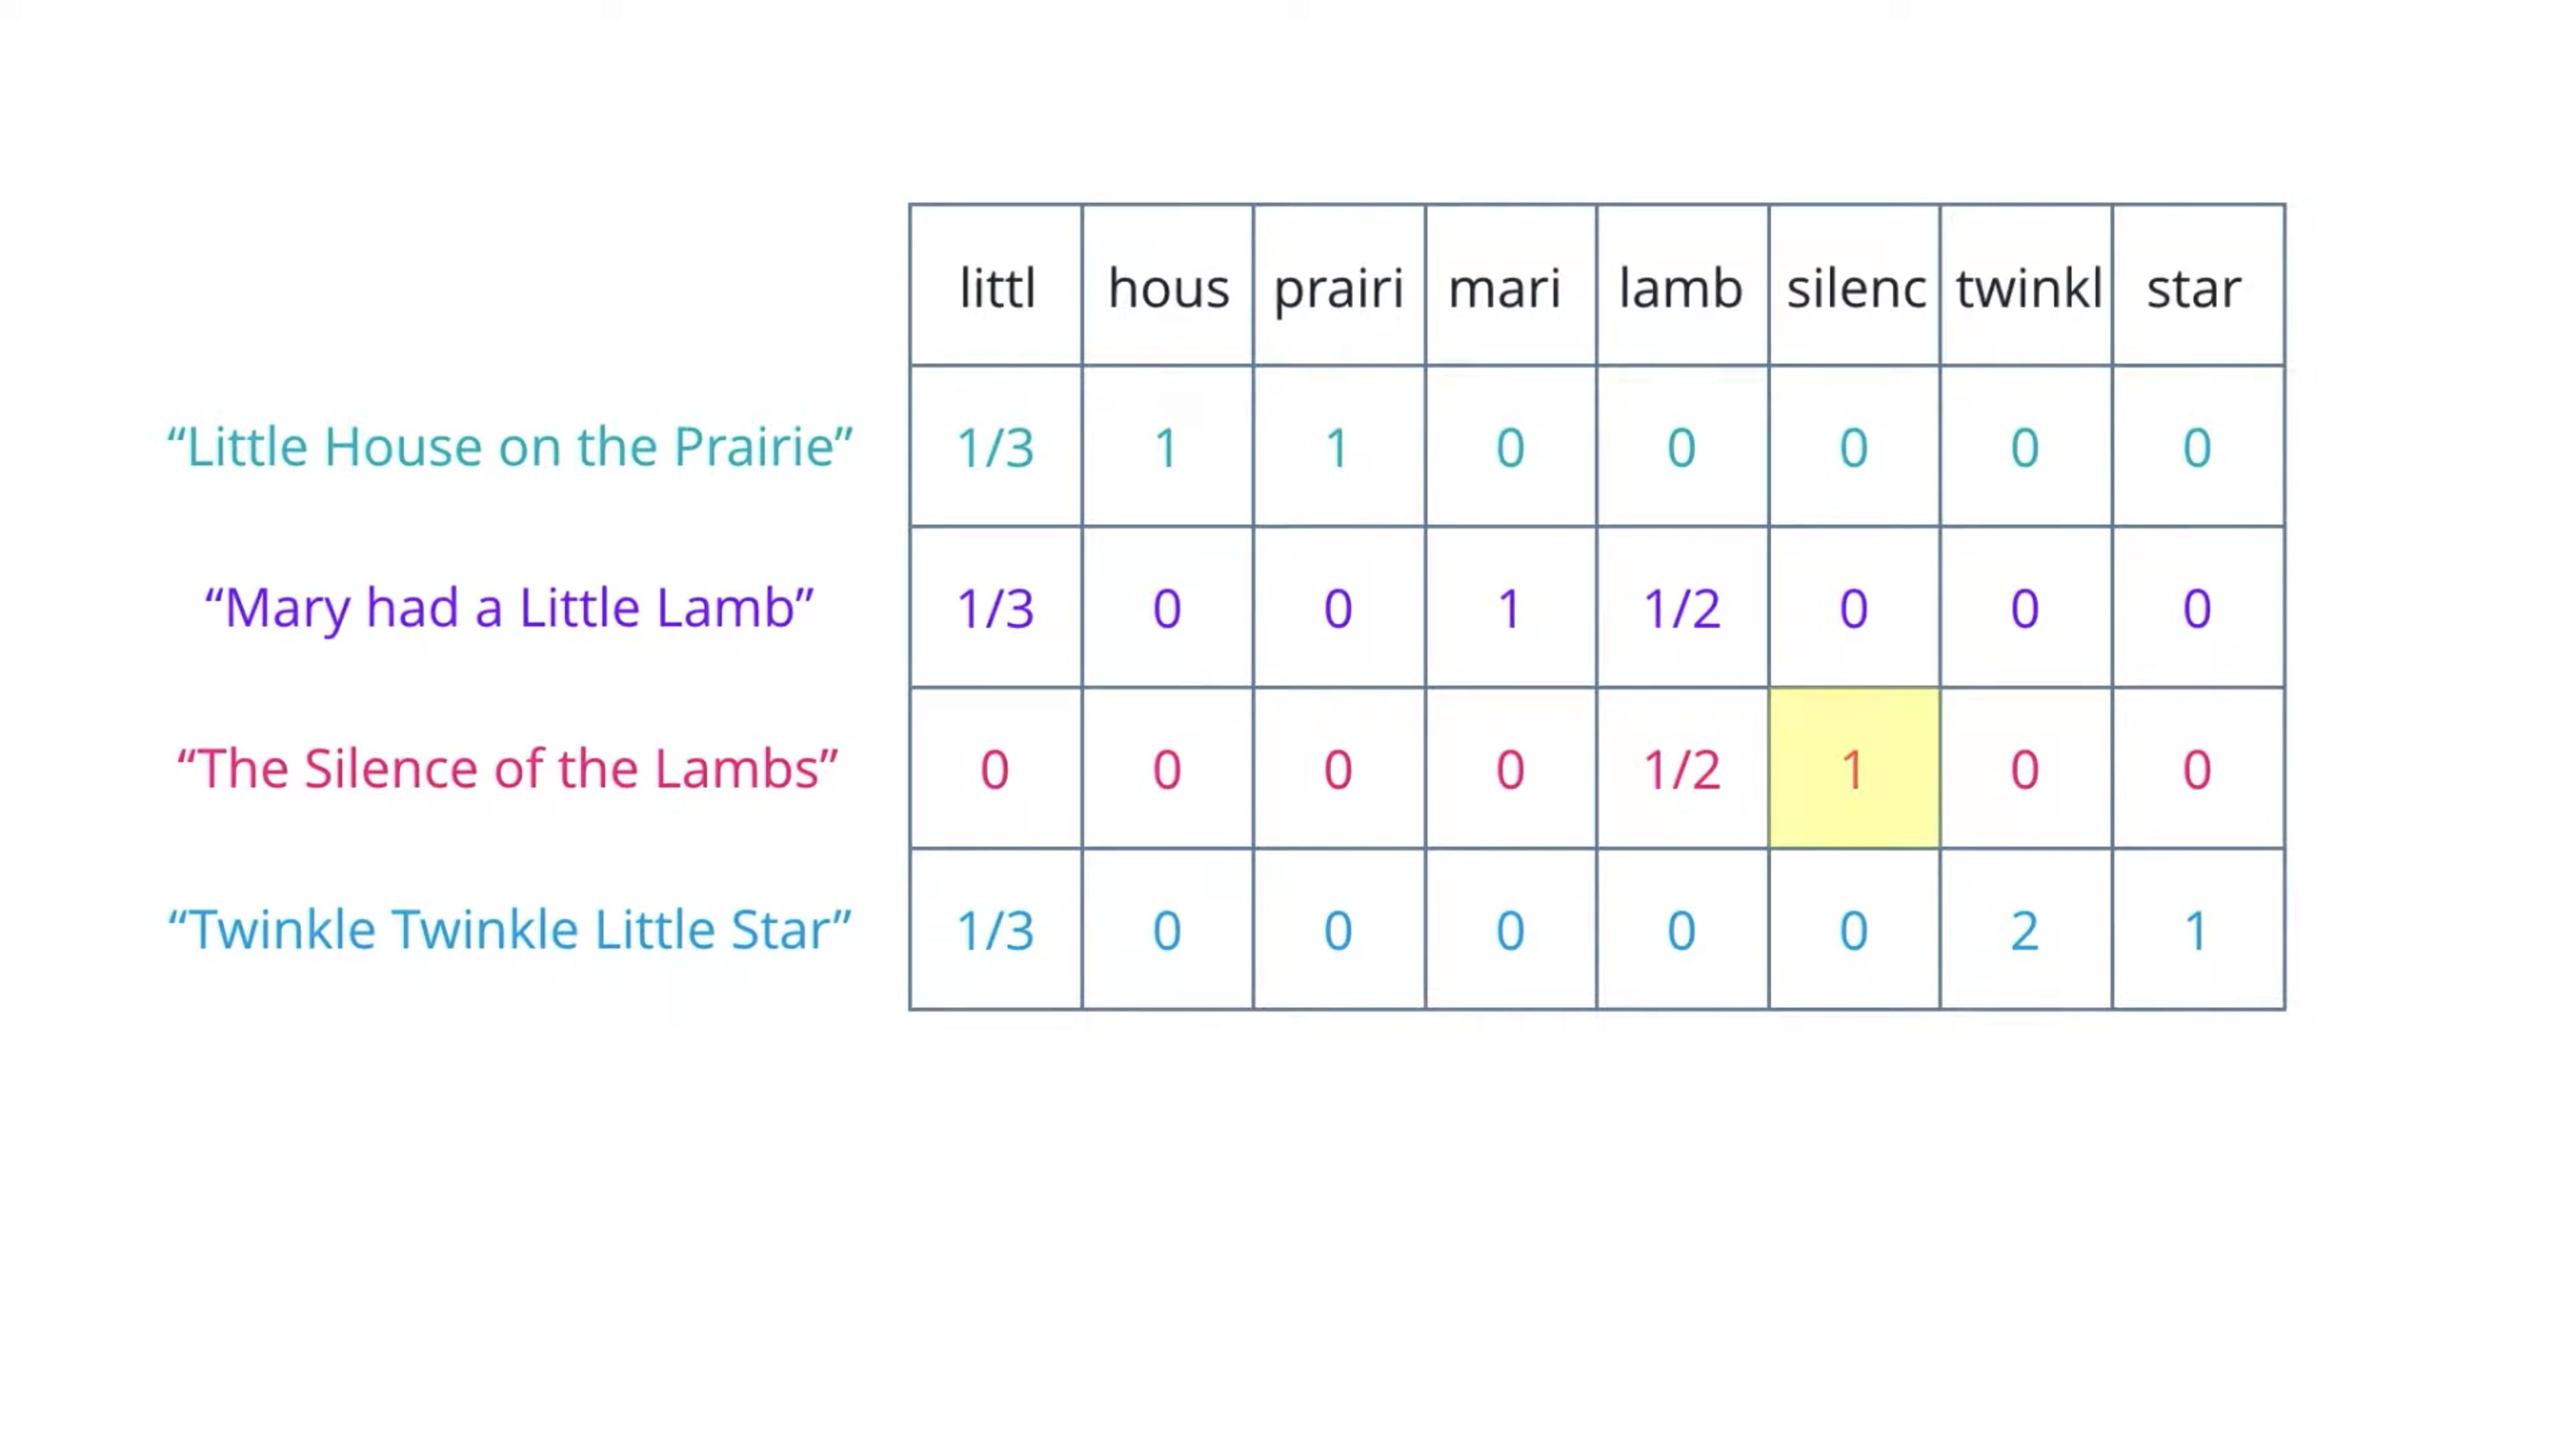 littl hous prairi mari lamb silenc twinkl star
“Little House on the Prairie” 1/3 1 1 0 0 0 0 0
“Mary had a Little Lamb” 1/3 0 0 1 1/2 0 0 0
“The Silence of the Lambs” 0 0 0 0 1/2 1 0 0
“Twinkle Twinkle Little Star” 1/3 0 0 0 0 0 2 1